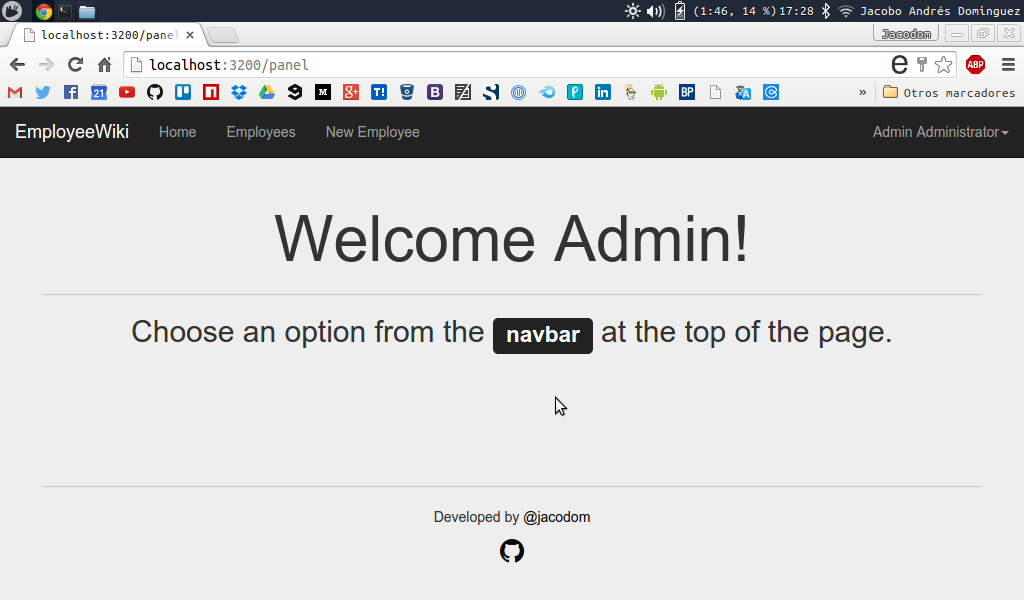 (1:46, 14 %) 17:28 Jacobo Andrés Dominguez
localhost:3200/pane
Jacodom
localhost:3200/panel
ABP
21
T!
BP
» Otros marcadores
EmployeeWiki Home Employees New Employee Admin Administrator
Welcome Admin!
Choose an option from the navbar at the top of the page.
Developed by @jacodom